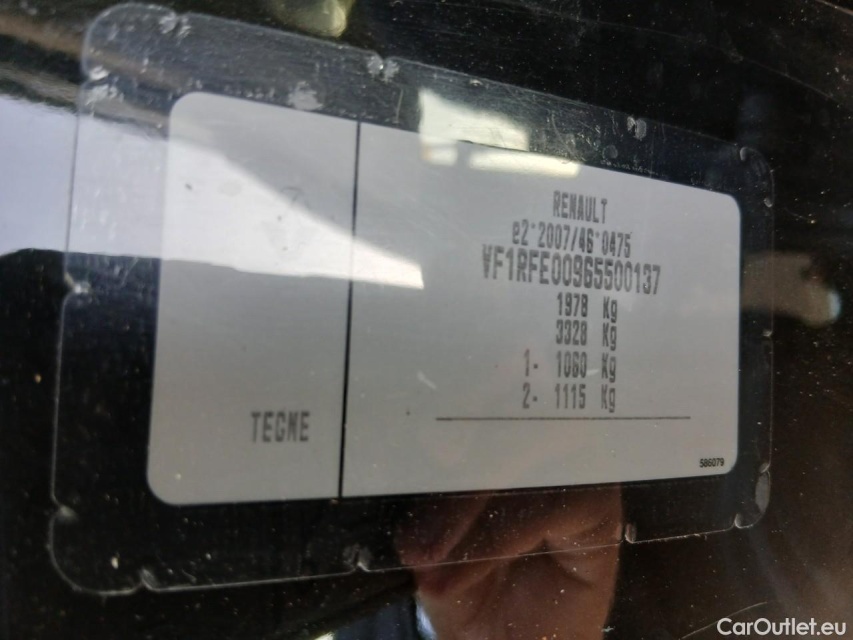 RENAULT
e2*2007/46*0475
VF1RFE00965500137
1978 Kg
3328 Kg
1- 1060 Kg
2- 1115 Kg
TEGNE
586079
CarOutlet.eu